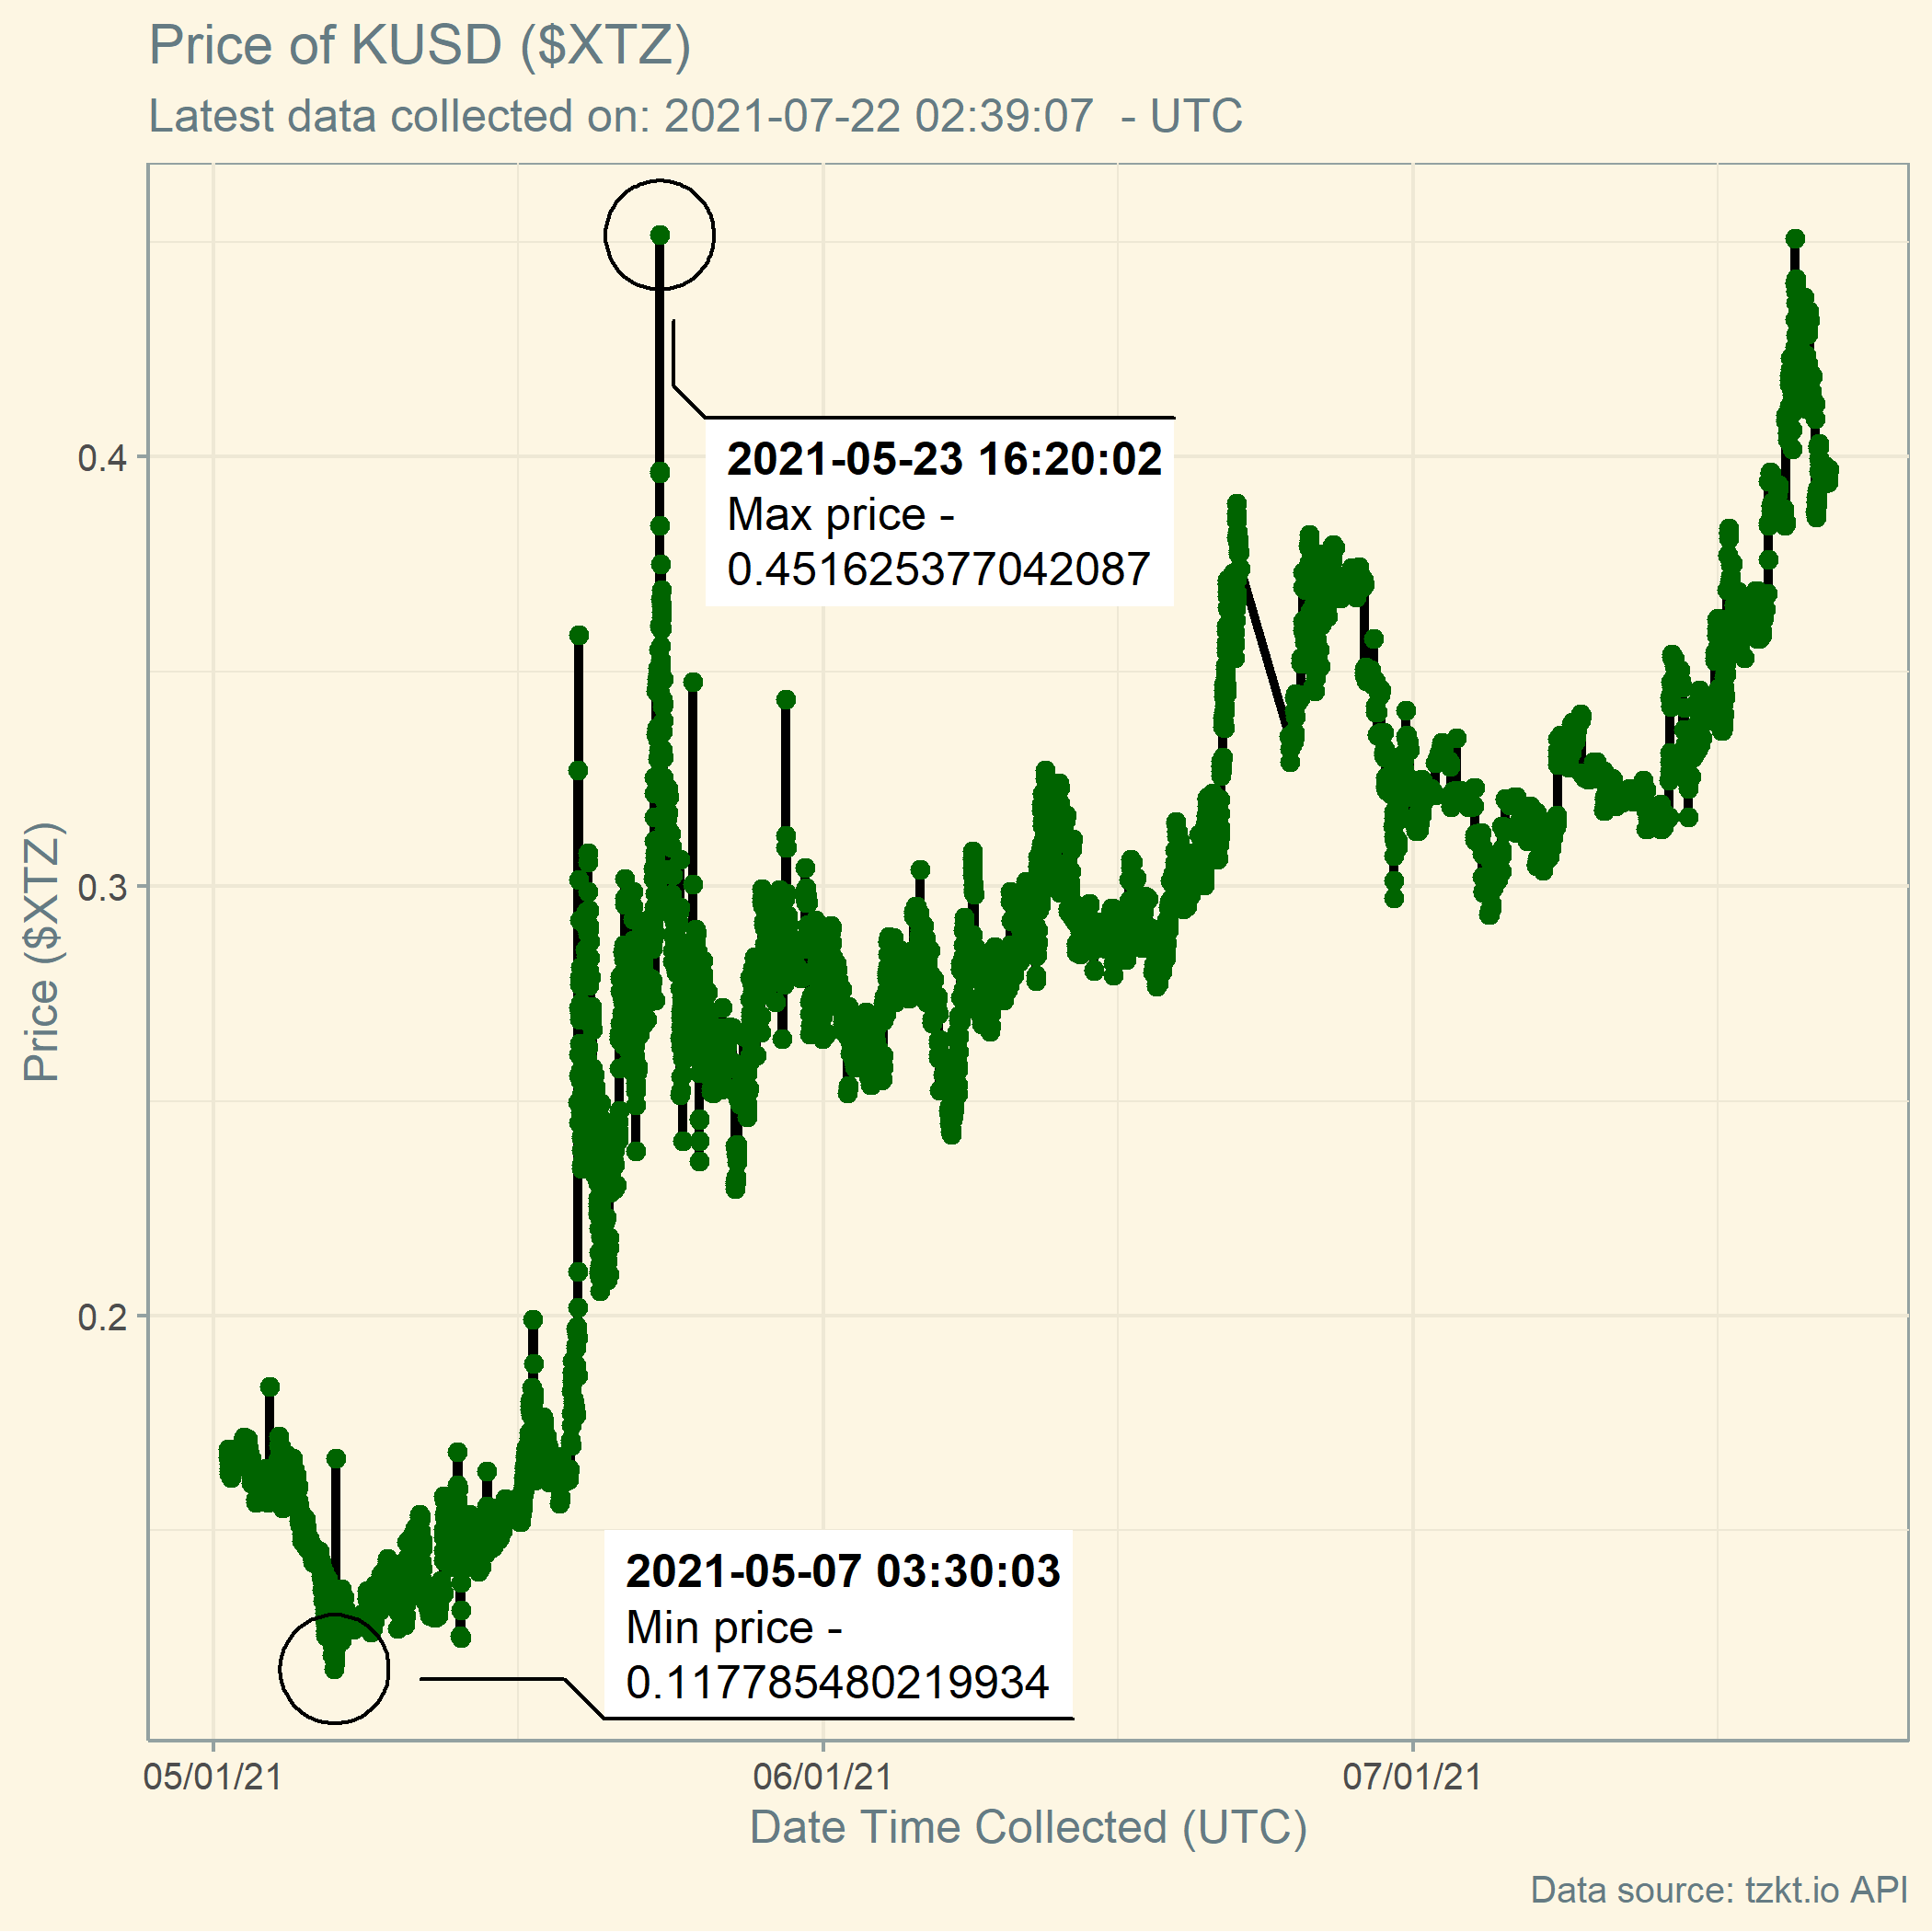 Price of KUSD ($XTZ)
Latest data collected on: 2021-07-22 02:39:07  - UTC
2021-05-23 16:20:02
Max price -
0.451625377042087
0.4
0.3
0.2
Price ($XTZ)
2021-05-07 03:30:03
Min price -
0.117785480219934
05/01/21
06/01/21
07/01/21
Date Time Collected (UTC)
Data source: tzkt.io API